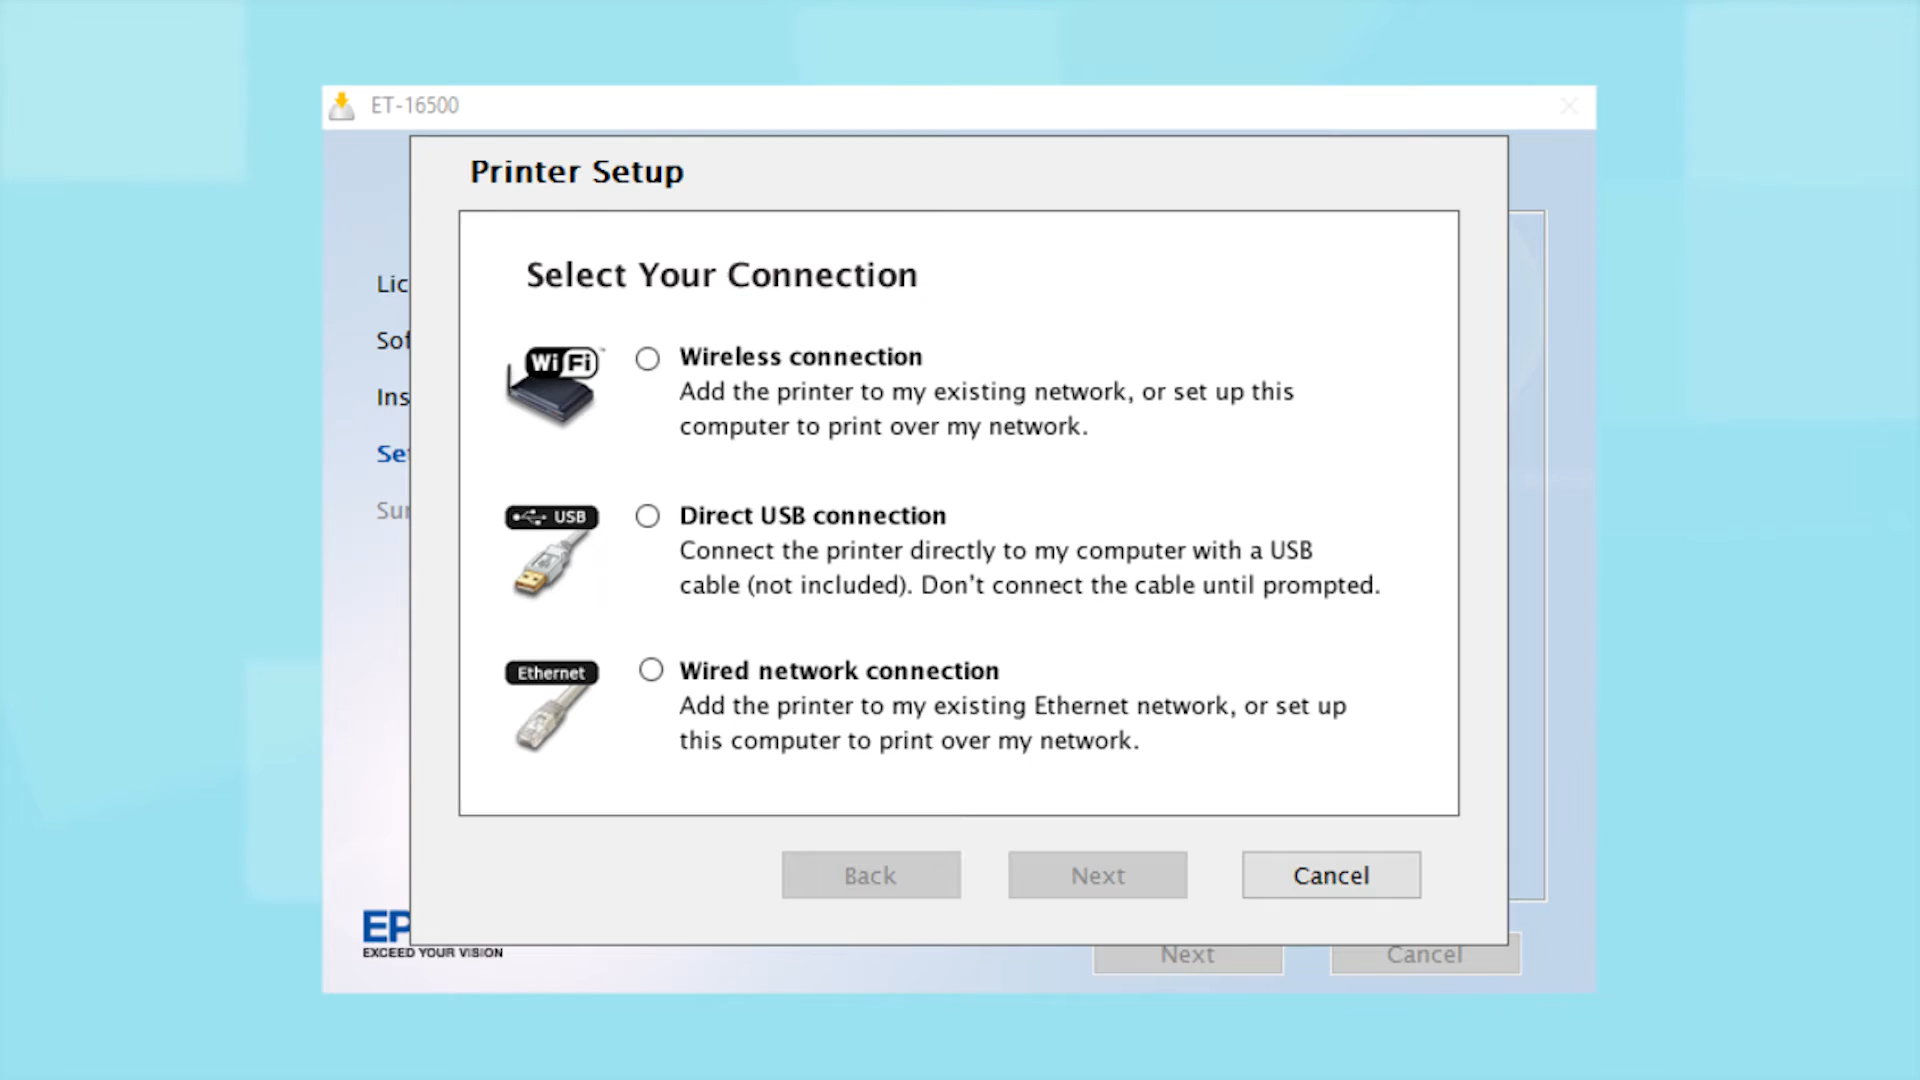 ET-16500
Printer Setup
Select Your Connection
WiFi
Wireless connection
Add the printer to my existing network, or set up this
computer to print over my network.
USB
Direct USB connection
Connect the printer directly to my computer with a USB
cable (not included). Don't connect the cable until prompted.
Ethernet
Wired network connection
Add the printer to my existing Ethernet network, or set up
this computer to print over my network.
Back
Next
Cancel
Lic
Sof
Ins
Set
Sur
EP
EXCEED YOUR VISION
Next
Cancel